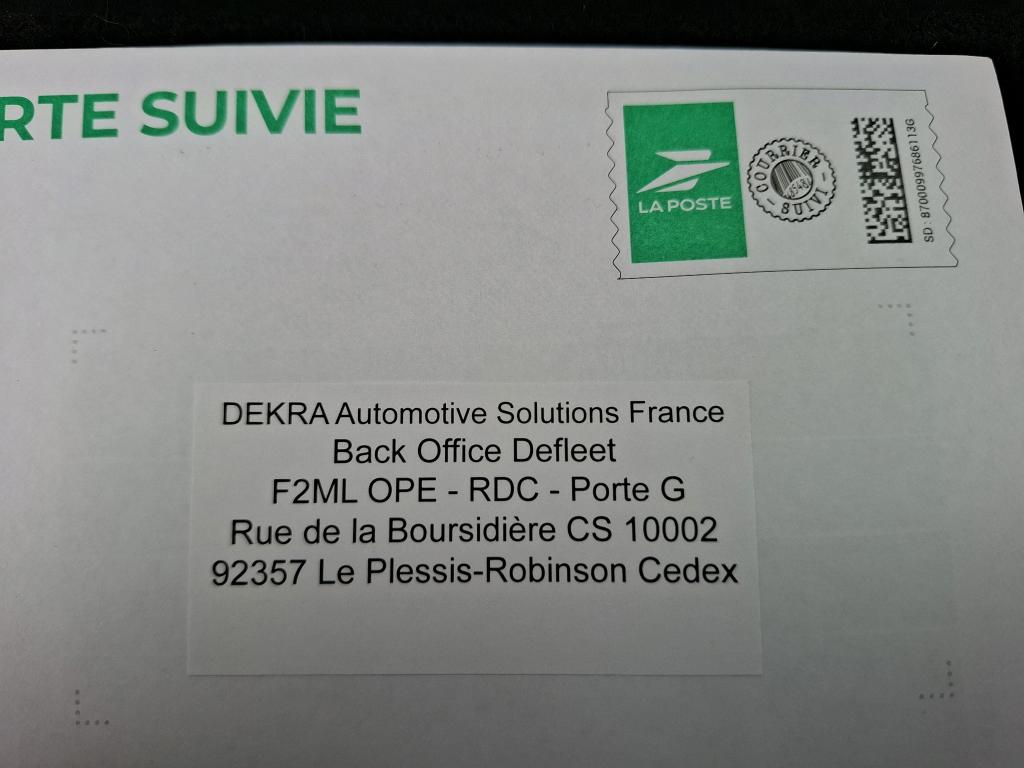 RTE SUIVIE
LA POSTE
COURRIER
SUIVI
SD : 87000997686113G
DEKRA Automotive Solutions France
Back Office Defleet
F2ML OPE - RDC - Porte G
Rue de la Boursidière CS 10002
92357 Le Plessis-Robinson Cedex